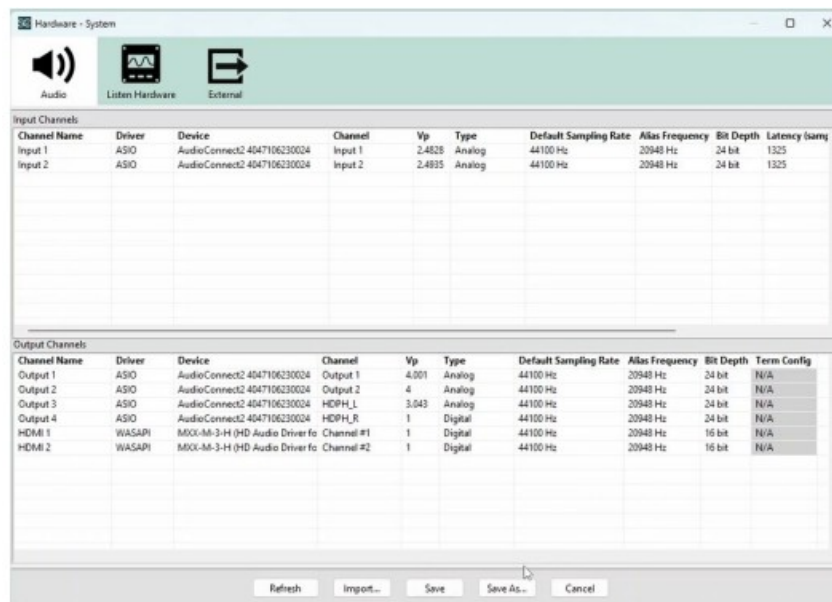 Hardware - System
Audio Listen Hardware External
Input Channels
Channel Name Driver Device Channel Vp Type Default Sampling Rate Alias Frequency Bit Depth Latency (samp
Input 1 ASIO AudioConnect2 4047106230024 Input 1 2.4828 Analog 44100 Hz 20948 Hz 24 bit 1325
Input 2 ASIO AudioConnect2 4047106230024 Input 2 2.4935 Analog 44100 Hz 20948 Hz 24 bit 1325
Output Channels
Channel Name Driver Device Channel Vp Type Default Sampling Rate Alias Frequency Bit Depth Term Config
Output 1 ASIO AudioConnect2 4047106230024 Output 1 4.001 Analog 44100 Hz 20948 Hz 24 bit N/A
Output 2 ASIO AudioConnect2 4047106230024 Output 2 4 Analog 44100 Hz 20948 Hz 24 bit N/A
Output 3 ASIO AudioConnect2 4047106230024 HDPH_L 3.043 Analog 44100 Hz 20948 Hz 24 bit N/A
Output 4 ASIO AudioConnect2 4047106230024 HDPH_R 1 Digital 44100 Hz 20948 Hz 24 bit N/A
HDMI 1 WASAPI MXX-M-3-H (HD Audio Driver fo Channel #1 1 Digital 44100 Hz 20948 Hz 16 bit N/A
HDMI 2 WASAPI MXX-M-3-H (HD Audio Driver fo Channel #2 1 Digital 44100 Hz 20948 Hz 16 bit N/A
Refresh Import... Save Save As... Cancel